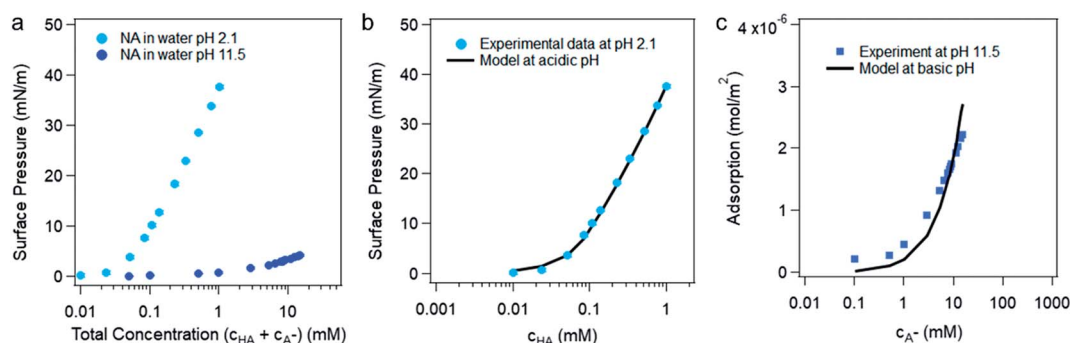 a
50
40
30
20
10
0
Surface Pressure (mN/m)
NA in water pH 2.1
NA in water pH 11.5
0.01
0.1
1
10
Total Concentration (cHA + cA-) (mM)
b
50
40
30
20
10
0
Surface Pressure (mN/m)
Experimental data at pH 2.1
Model at acidic pH
0.001
0.01
0.1
1
cHA (mM)
c
4 x10-6
3
2
1
0
Adsorption (mol/m2)
Experiment at pH 11.5
Model at basic pH
0.01
0.1
1
10
100
1000
cA- (mM)